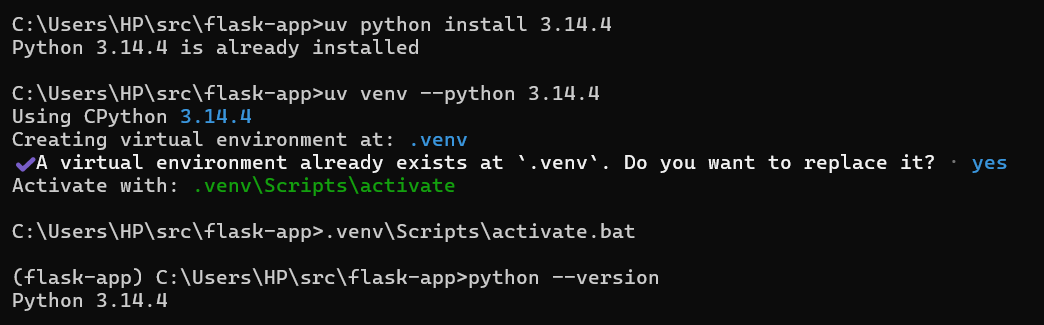 C:\Users\HP\src\flask-app>uv python install 3.14.4
Python 3.14.4 is already installed
C:\Users\HP\src\flask-app>uv venv --python 3.14.4
Using CPython 3.14.4
Creating virtual environment at: .venv
✔A virtual environment already exists at `.venv`. Do you want to replace it? · yes
Activate with: .venv\Scripts\activate
C:\Users\HP\src\flask-app>.venv\Scripts\activate.bat
(flask-app) C:\Users\HP\src\flask-app>python --version
Python 3.14.4